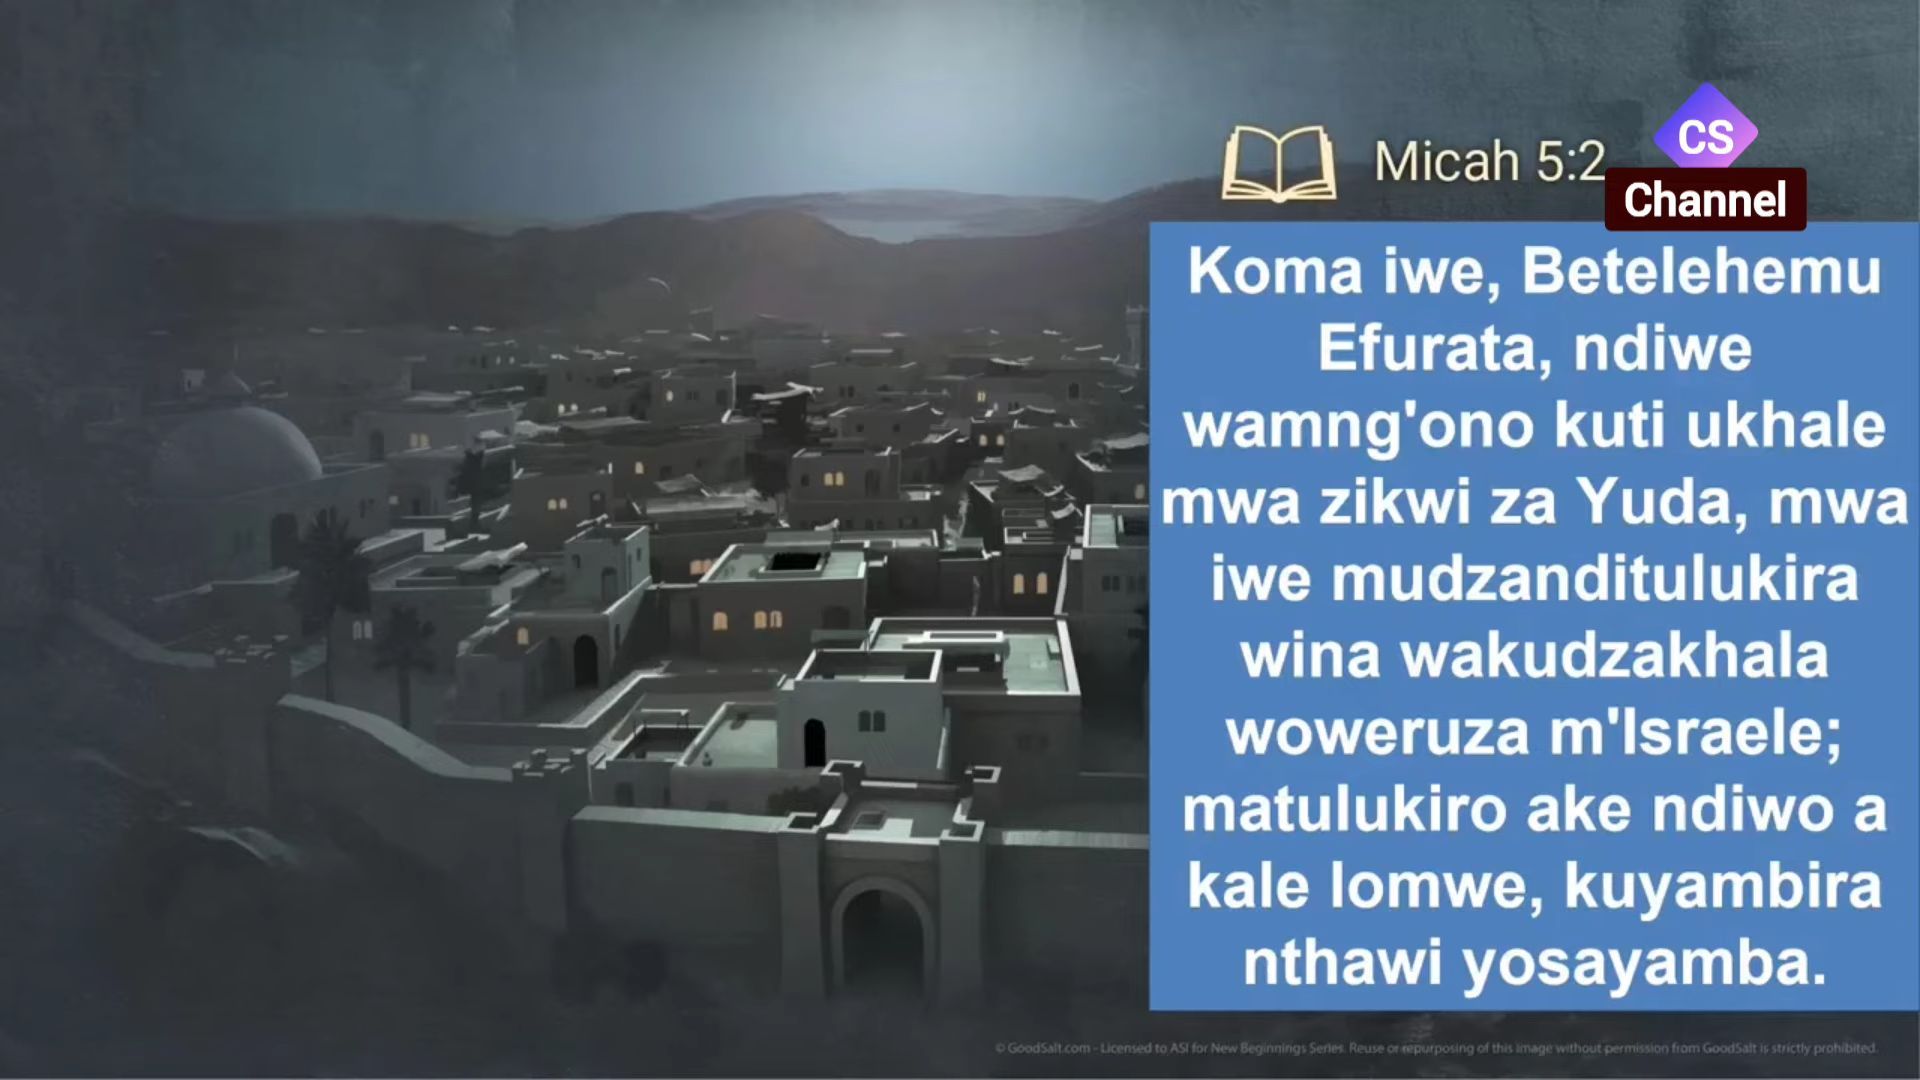 Micah 5:2
CS
Channel
Koma iwe, Betelehemu
Efurata, ndiwe
wamng'ono kuti ukhale
mwa zikwi za Yuda, mwa
iwe mudzanditulukira
wina wakudzakhala
woweruza m'Israele;
matulukiro ake ndiwo a
kale lomwe, kuyambira
nthawi yosayamba.
© GoodSalt.com - Licensed to ASI for New Beginnings Series. Reuse or repurposing of this image without permission from GoodSalt is strictly prohibited.